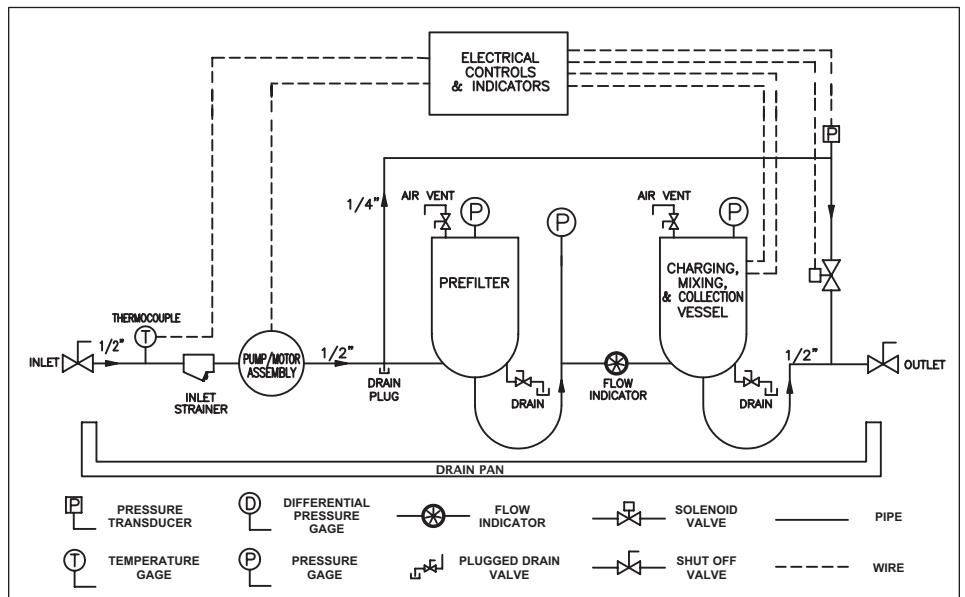 ELECTRICAL
CONTROLS
& INDICATORS
P
AIR VENT
P
1/4"
P
AIR VENT
P
PREFILTER
CHARGING,
MIXING,
& COLLECTION
VESSEL
THERMOCOUPLE
T
INLET
1/2"
INLET
STRAINER
PUMP/MOTOR
ASSEMBLY
1/2"
DRAIN
PLUG
DRAIN
FLOW
INDICATOR
DRAIN
1/2"
OUTLET
DRAIN PAN
P
PRESSURE
TRANSDUCER
D
DIFFERENTIAL
PRESSURE
GAGE
FLOW
INDICATOR
SOLENOID
VALVE
PIPE
T
TEMPERATURE
GAGE
P
PRESSURE
GAGE
PLUGGED DRAIN
VALVE
SHUT OFF
VALVE
WIRE